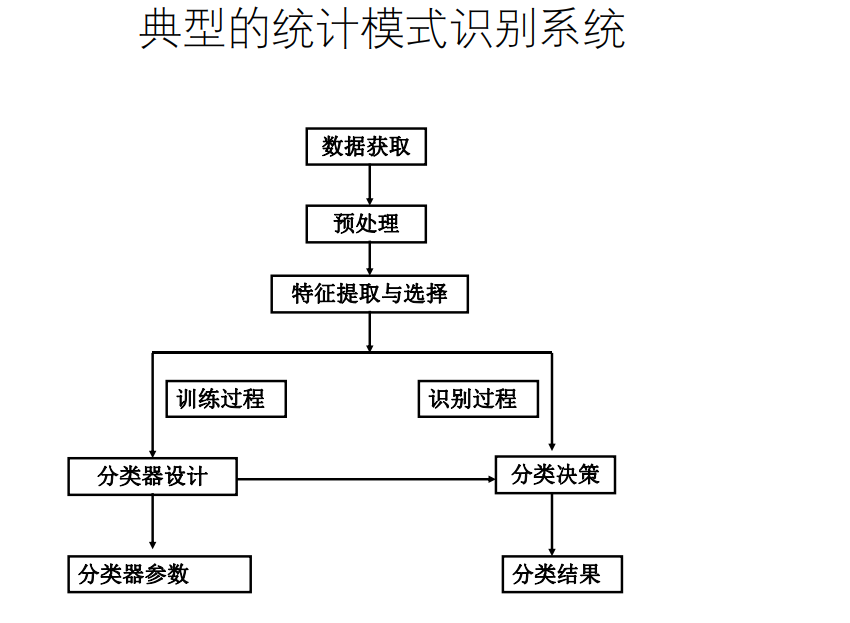 典型的统计模式识别系统
数据获取
预处理
特征提取与选择
训练过程
识别过程
分类器设计
分类决策
分类器参数
分类结果